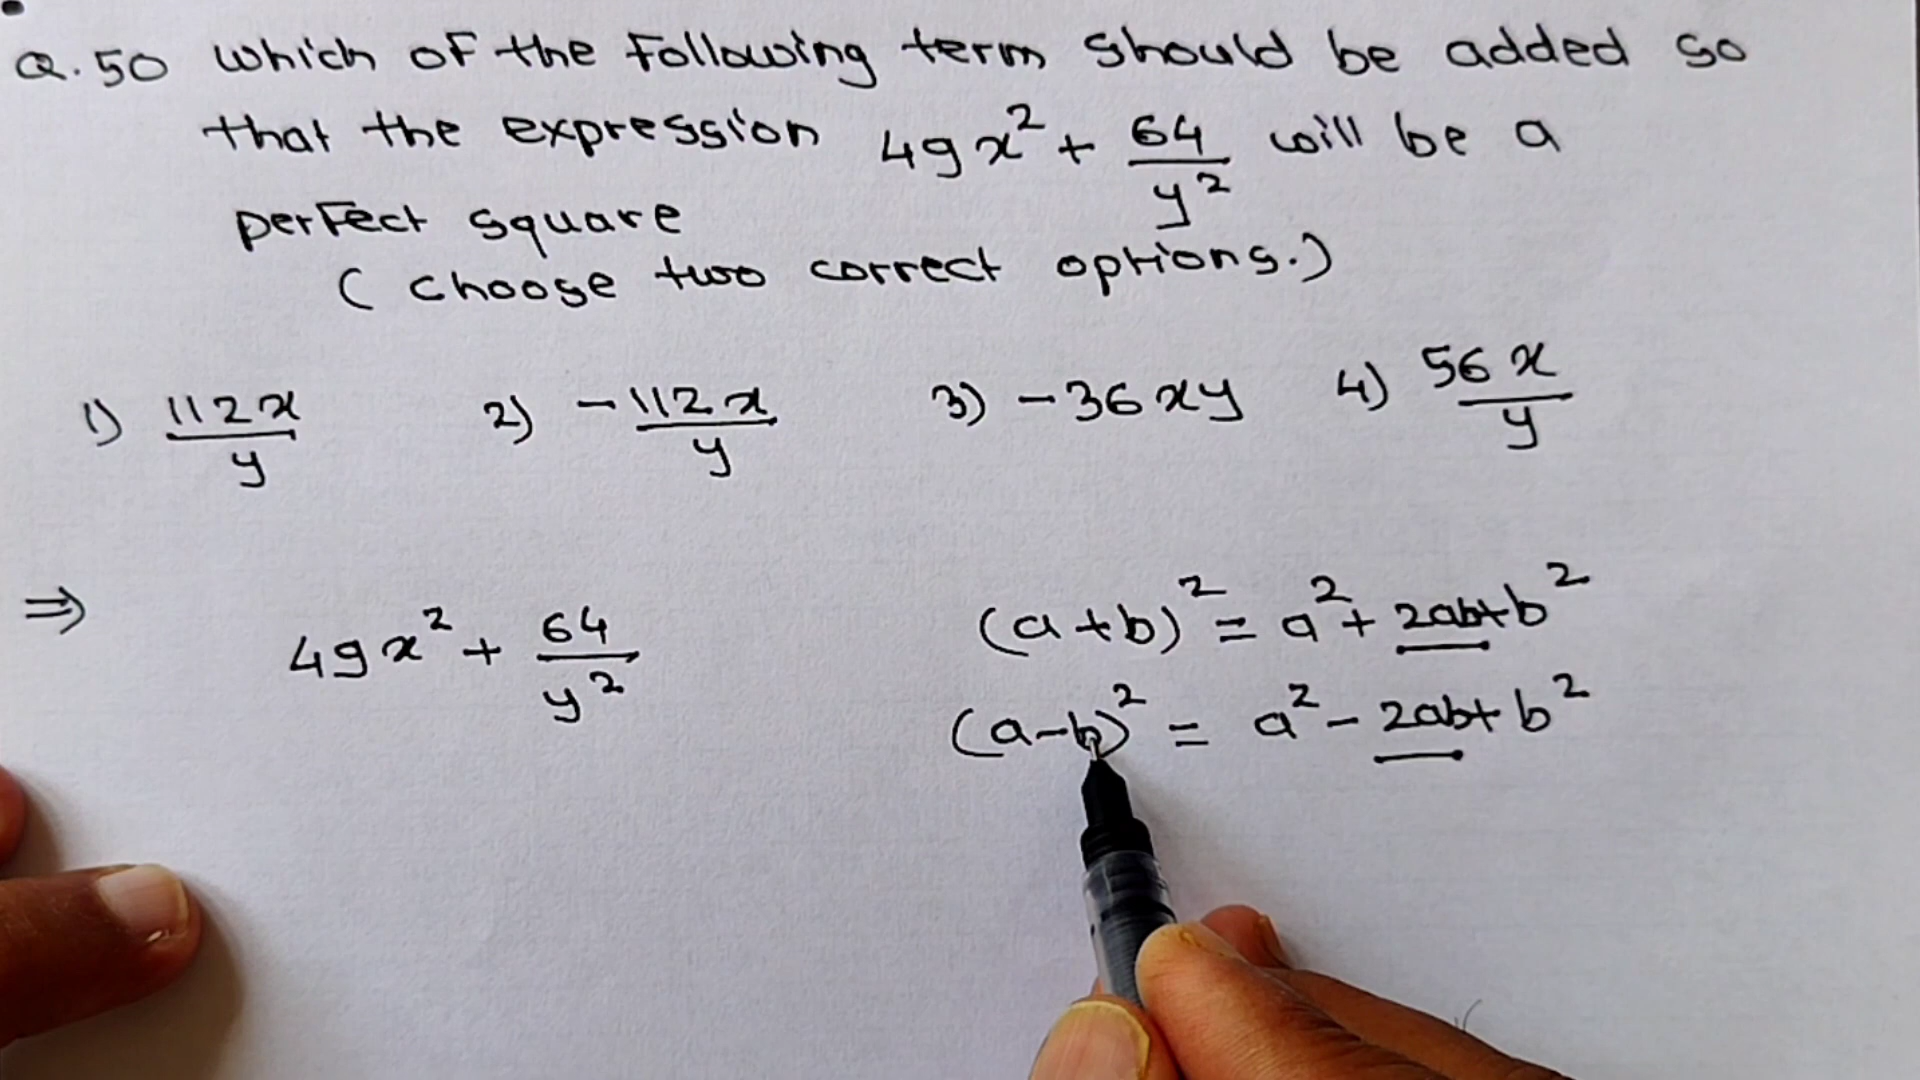 Q.50 Which of the following term should be added so
that the expression 49x² + 64/y² will be a
perfect square
(choose two correct options.)
1) 112x/y 2) -112x/y 3) -36xy 4) 56x/y
⇒ 49x² + 64/y²
(a+b)² = a² + 2ab + b²
(a-b)² = a² - 2ab + b²